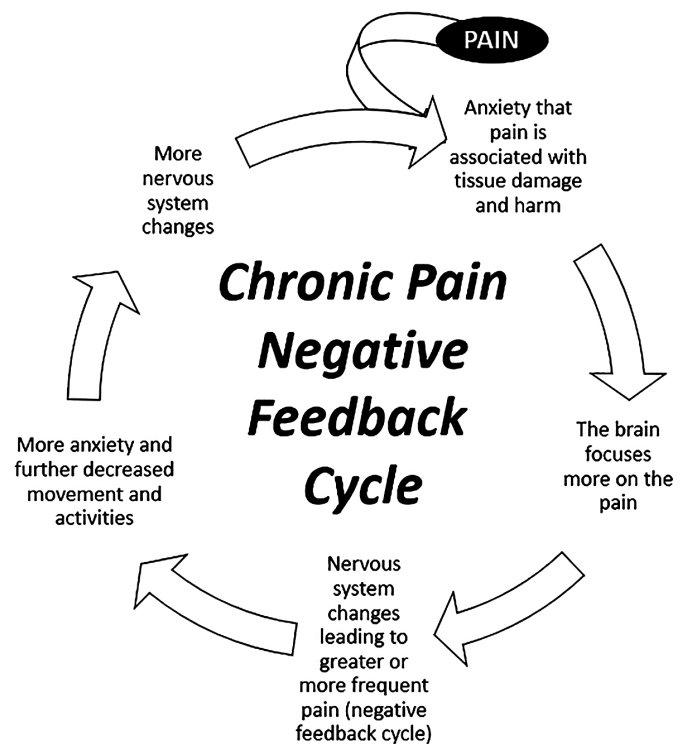 PAIN
Anxiety that
pain is
associated with
tissue damage
and harm
The brain
focuses
more on the
pain
Nervous
system
changes
leading to
greater or
more frequent
pain (negative
feedback cycle)
More anxiety and
further decreased
movement and
activities
More
nervous
system
changes
Chronic Pain
Negative
Feedback
Cycle